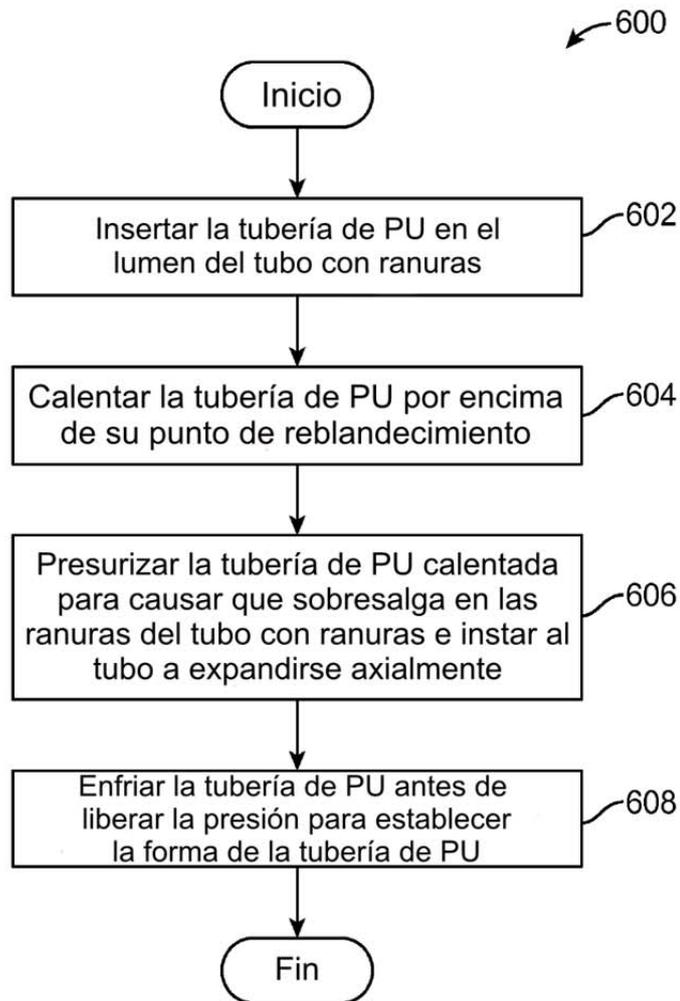 600
Inicio
Insertar la tubería de PU en el
lumen del tubo con ranuras
602
Calentar la tubería de PU por encima
de su punto de reblandecimiento
604
Presurizar la tubería de PU calentada
para causar que sobresalga en las
ranuras del tubo con ranuras e instar al
tubo a expandirse axialmente
606
Enfriar la tubería de PU antes de
liberar la presión para establecer
la forma de la tubería de PU
608
Fin